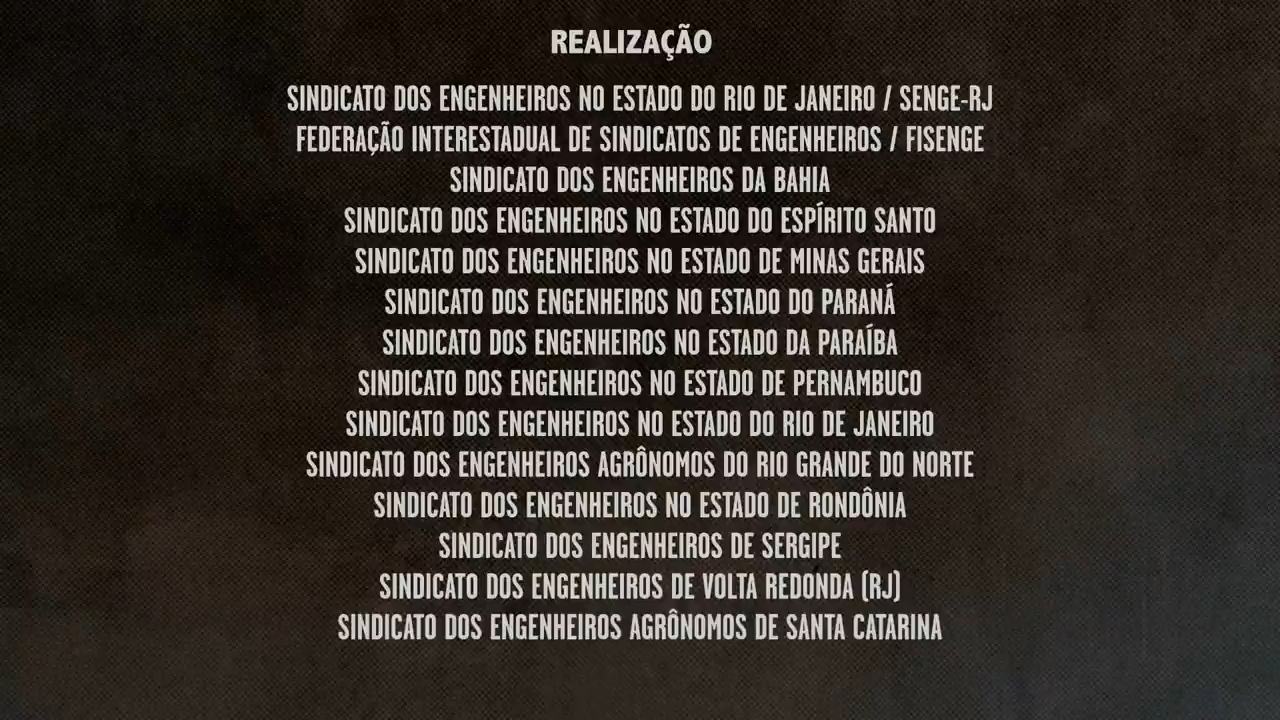 REALIZAÇÃO
SINDICATO DOS ENGENHEIROS NO ESTADO DO RIO DE JANEIRO / SENGE-RJ
FEDERAÇÃO INTERESTADUAL DE SINDICATOS DE ENGENHEIROS / FISENGE
SINDICATO DOS ENGENHEIROS DA BAHIA
SINDICATO DOS ENGENHEIROS NO ESTADO DO ESPÍRITO SANTO
SINDICATO DOS ENGENHEIROS NO ESTADO DE MINAS GERAIS
SINDICATO DOS ENGENHEIROS NO ESTADO DO PARANÁ
SINDICATO DOS ENGENHEIROS NO ESTADO DA PARAÍBA
SINDICATO DOS ENGENHEIROS NO ESTADO DE PERNAMBUCO
SINDICATO DOS ENGENHEIROS NO ESTADO DO RIO DE JANEIRO
SINDICATO DOS ENGENHEIROS AGRÔNOMOS DO RIO GRANDE DO NORTE
SINDICATO DOS ENGENHEIROS NO ESTADO DE RONDÔNIA
SINDICATO DOS ENGENHEIROS DE SERGIPE
SINDICATO DOS ENGENHEIROS DE VOLTA REDONDA (RJ)
SINDICATO DOS ENGENHEIROS AGRÔNOMOS DE SANTA CATARINA